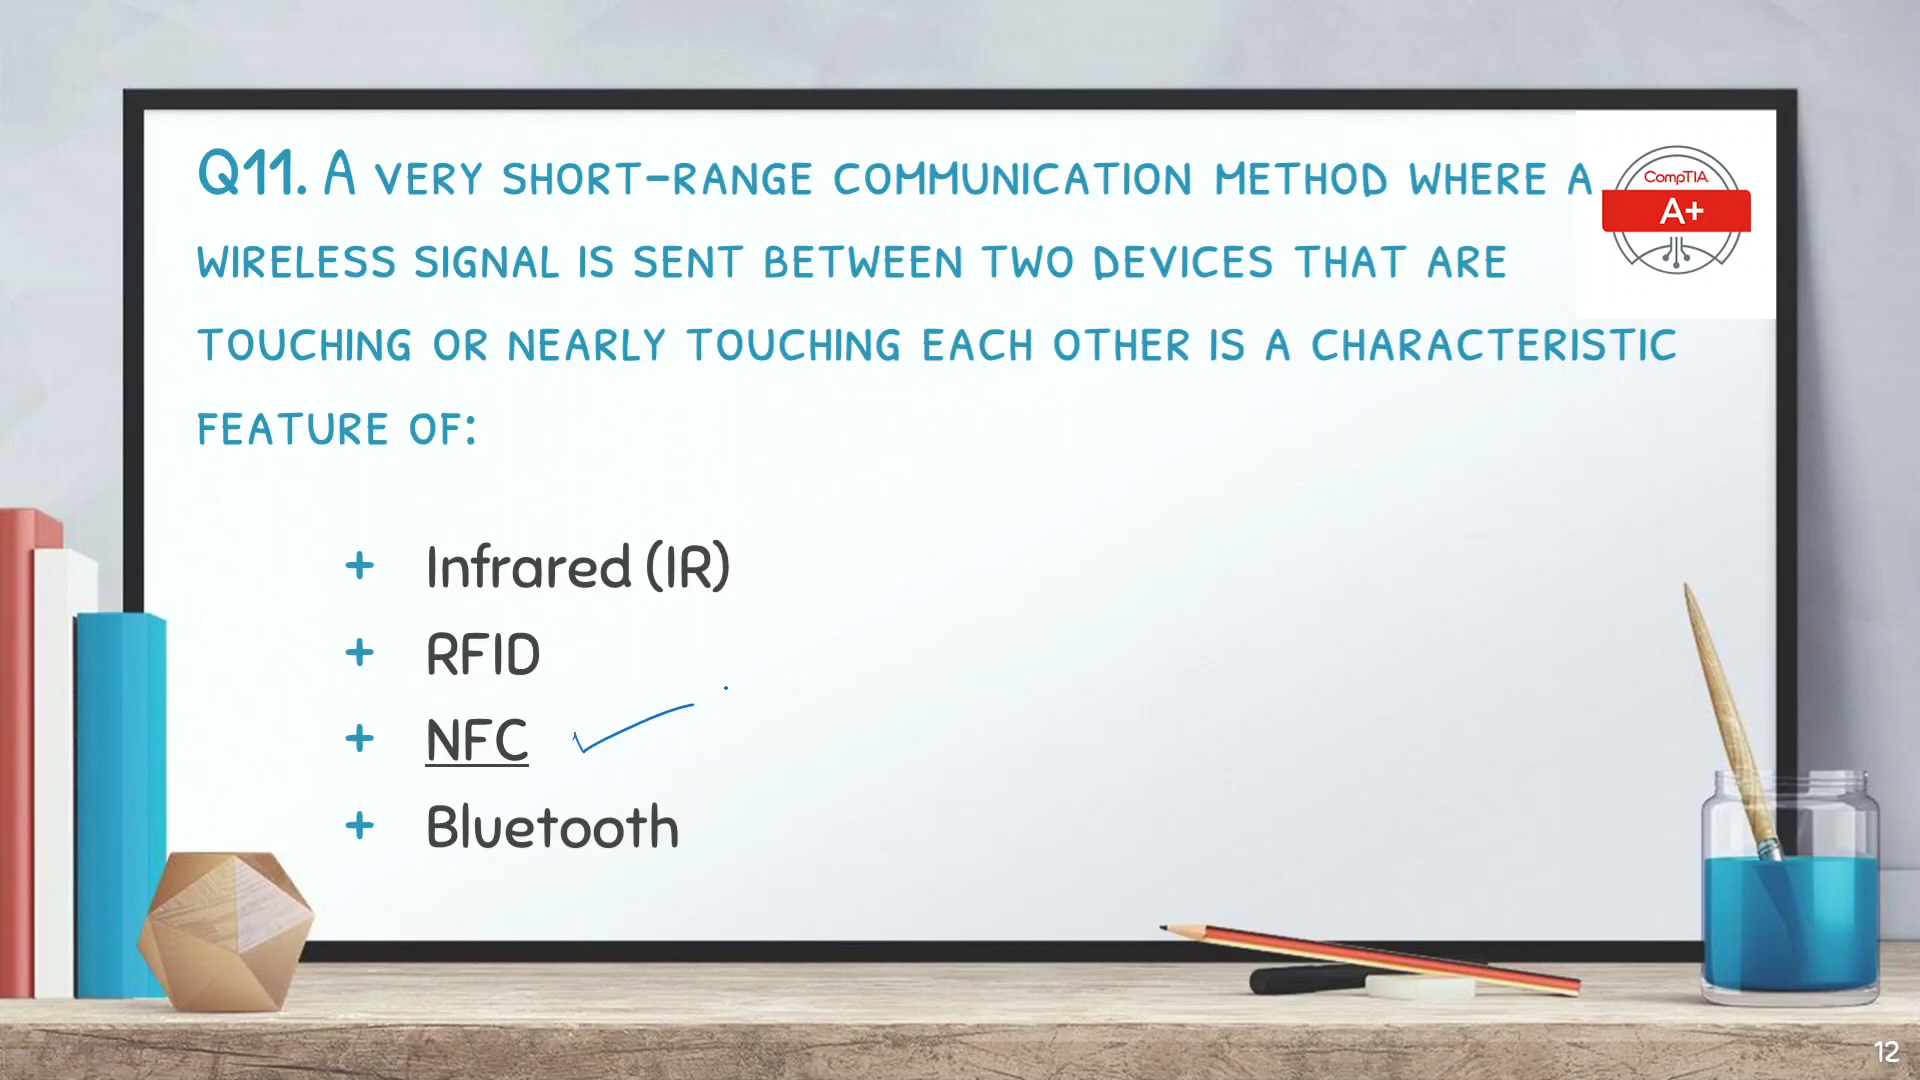 Q11. A VERY SHORT-RANGE COMMUNICATION METHOD WHERE A
WIRELESS SIGNAL IS SENT BETWEEN TWO DEVICES THAT ARE
TOUCHING OR NEARLY TOUCHING EACH OTHER IS A CHARACTERISTIC
FEATURE OF:
CompTIA.
A+
+ Infrared (IR)
+ RFID
+ NFC
+ Bluetooth
12